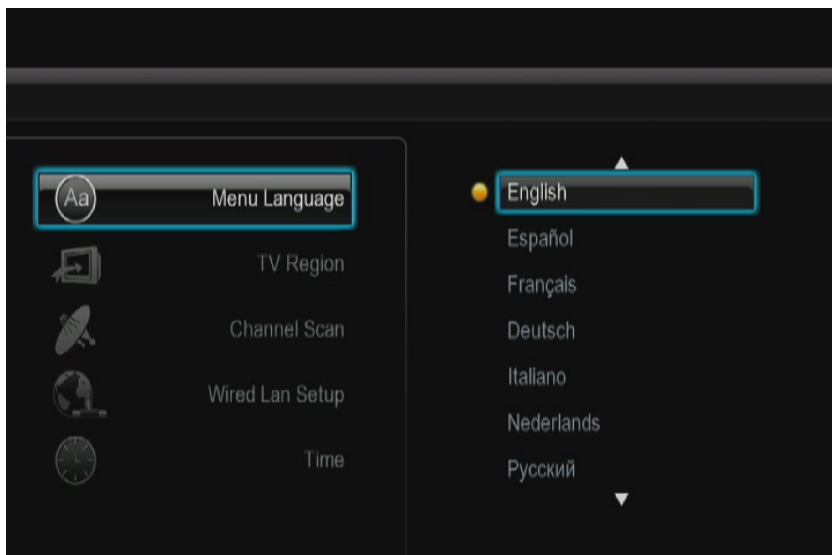 Aa
Menu Language
TV Region
Channel Scan
Wired Lan Setup
Time
English
Español
Français
Deutsch
Italiano
Nederlands
Русский